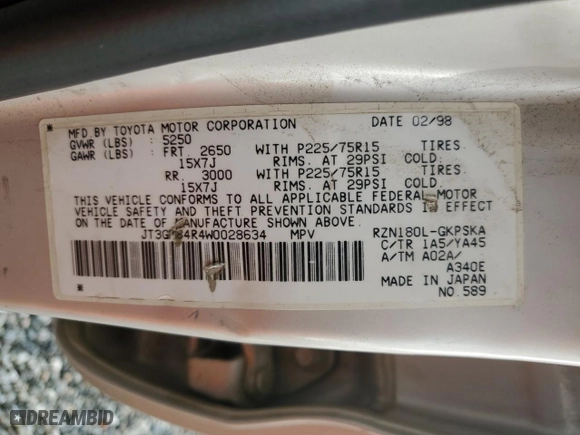 MFD.BY TOYOTA MOTOR CORPORATION DATE 02/98
GVWR (LBS) : 5250
GAWR (LBS) : FRT 2650 WITH P225/75R15 TIRES.
15X7J RIMS. AT 29PSI COLD.
RR. 3000 WITH P225/75R15 TIRES.
15X7J RIMS. AT 29PSI COLD.
THIS VEHICLE CONFORMS TO ALL APPLICABLE FEDERAL MOTOR
VEHICLE SAFETY AND THEFT PREVENTION STANDARDS IN EFFECT
ON THE DATE OF MANUFACTURE SHOWN ABOVE.
MPV RZN180L-GKPSKA
C/TR 1A5/YA45
A/TM A02A/
A340E
MADE IN JAPAN
NO.589
DREAMBID